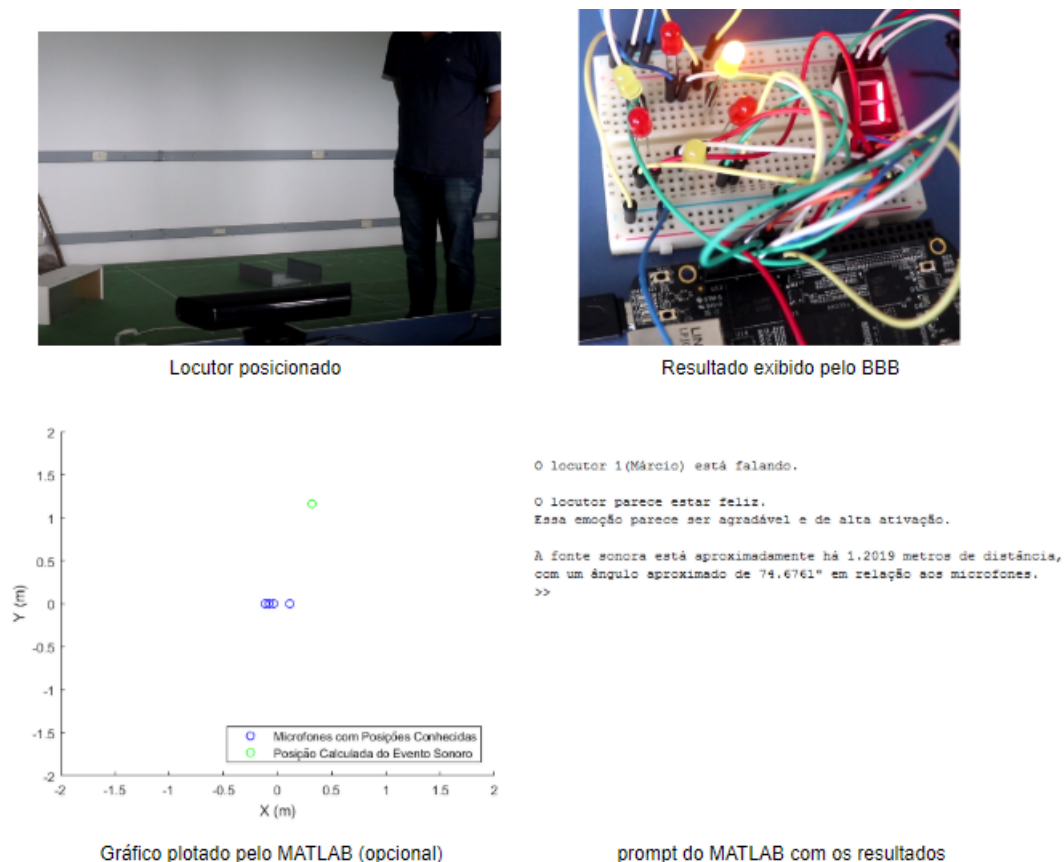 Locutor posicionado
Resultado exibido pelo BBB
2
1.5
1
0.5
0
-0.5
-1
-1.5
-2
Y (m)
-2
-1.5
-1
-0.5
0
0.5
1
1.5
2
X (m)
Microfones com Posições Conhecidas
Posição Calculada do Evento Sonoro
O locutor 1(Márcio) está falando.
O locutor parece estar feliz.
Essa emoção parece ser agradável e de alta ativação.
A fonte sonora está aproximadamente há 1.2019 metros de distância,
com um ângulo aproximado de 74.6761" em relação aos microfones.
>>
Gráfico plotado pelo MATLAB (opcional)
prompt do MATLAB com os resultados